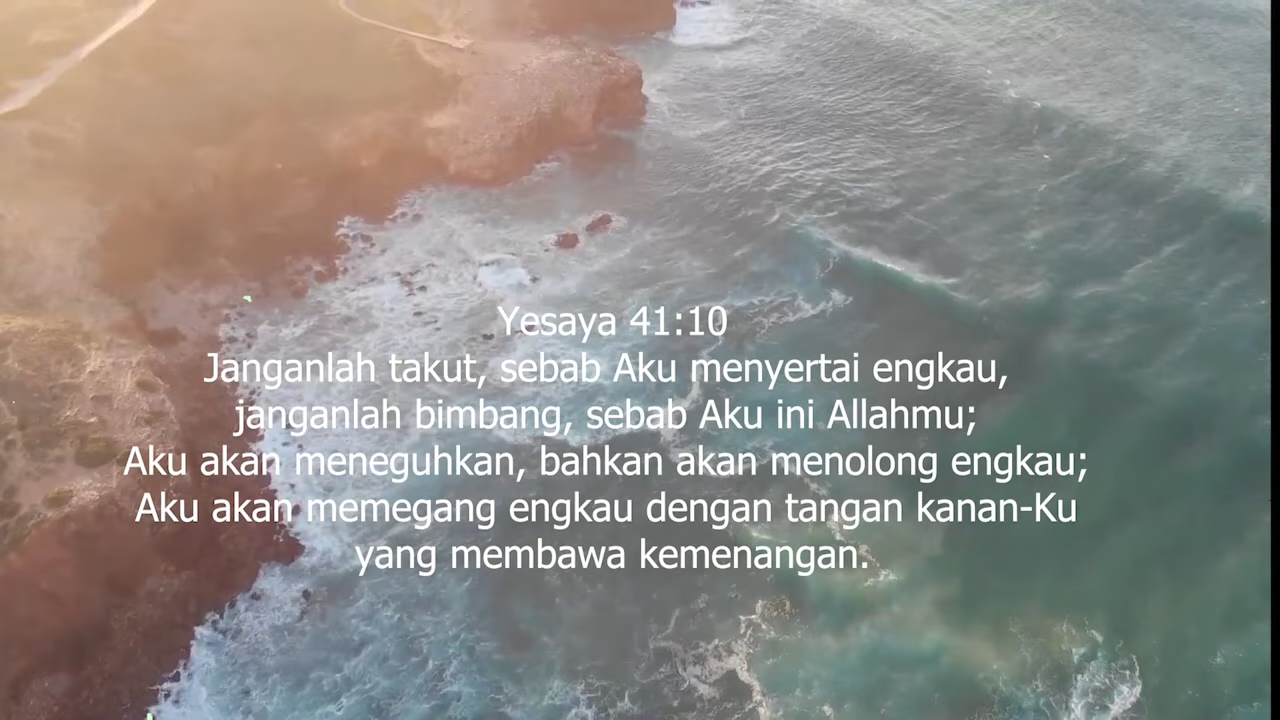 Yesaya 41:10
Janganlah takut, sebab Aku menyertai engkau,
janganlah bimbang, sebab Aku ini Allahmu;
Aku akan meneguhkan, bahkan akan menolong engkau;
Aku akan memegang engkau dengan tangan kanan-Ku
yang membawa kemenangan.